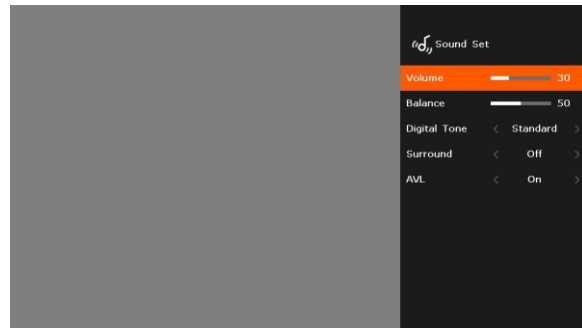 Sound Set
Volume 30
Balance 50
Digital Tone < Standard >
Surround < Off >
AVL < On >